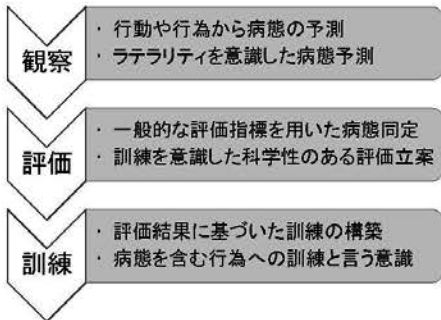 観察
・ 行動や行為から病態の予測
・ ラテラリティを意識した病態予測
評価
・ 一般的な評価指標を用いた病態同定
・ 訓練を意識した科学性のある評価立案
訓練
・ 評価結果に基づいた訓練の構築
・ 病態を含む行為への訓練と言う意識